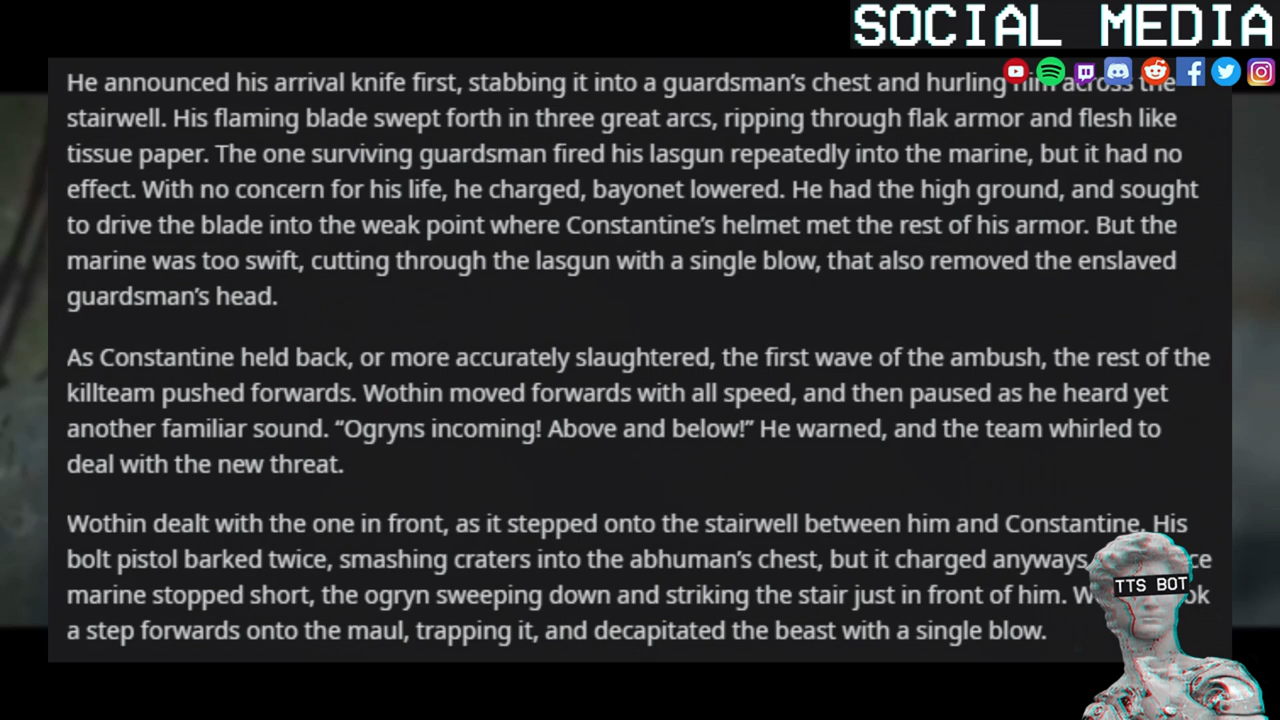 SOCIAL MEDIA
He announced his arrival knife first, stabbing it into a guardsman's chest and hurling him across the
stairwell. His flaming blade swept forth in three great arcs, ripping through flak armor and flesh like
tissue paper. The one surviving guardsman fired his lasgun repeatedly into the marine, but it had no
effect. With no concern for his life, he charged, bayonet lowered. He had the high ground, and sought
to drive the blade into the weak point where Constantine's helmet met the rest of his armor. But the
marine was too swift, cutting through the lasgun with a single blow, that also removed the enslaved
guardsman's head.
As Constantine held back, or more accurately slaughtered, the first wave of the ambush, the rest of the
killteam pushed forwards. Wothin moved forwards with all speed, and then paused as he heard yet
another familiar sound. “Ogryns incoming! Above and below!” He warned, and the team whirled to
deal with the new threat.
Wothin dealt with the one in front, as it stepped onto the stairwell between him and Constantine. His
bolt pistol barked twice, smashing craters into the abhuman's chest, but it charged anyways
marine stopped short, the ogryn sweeping down and striking the stair just in front of him.
a step forwards onto the maul, trapping it, and decapitated the beast with a single blow.
TTS BOT